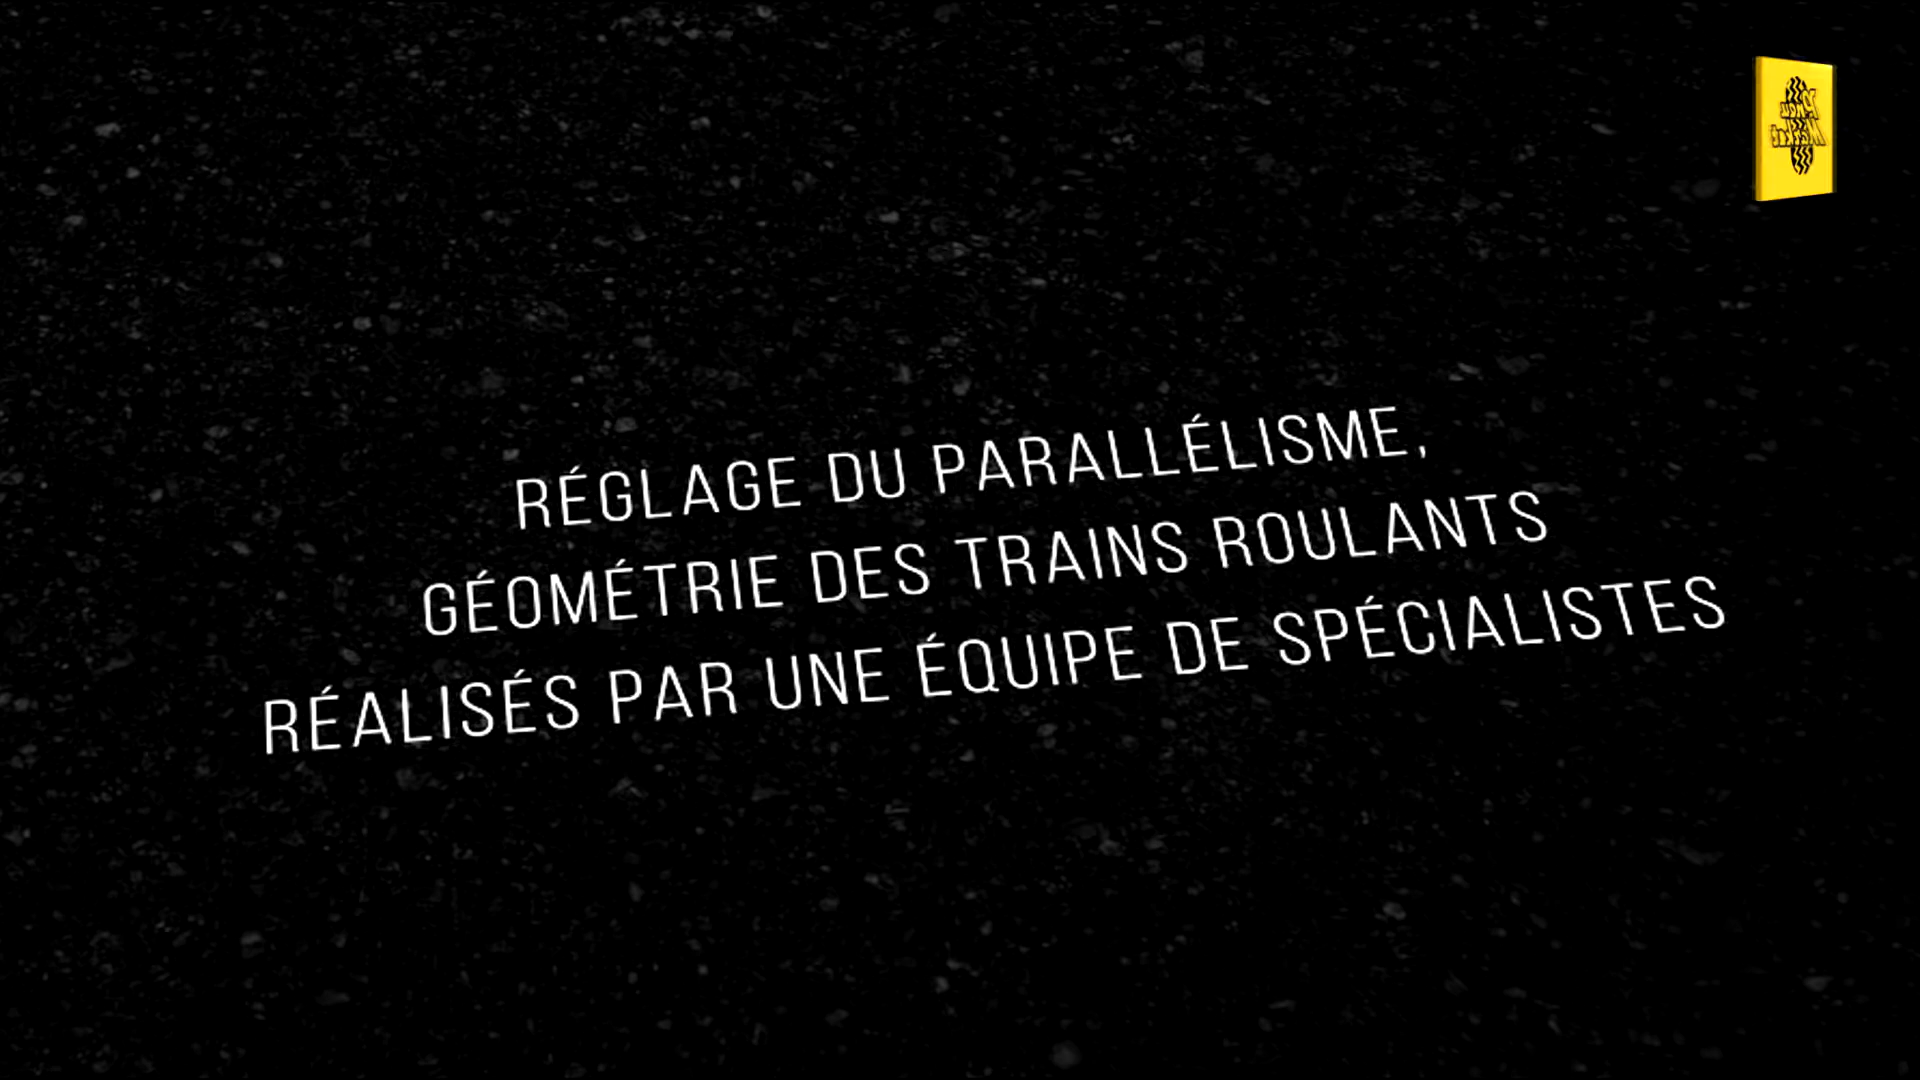 RÉGLAGE DU PARALLÉLISME,
GÉOMÉTRIE DES TRAINS ROULANTS
RÉALISÉS PAR UNE ÉQUIPE DE SPÉCIALISTES